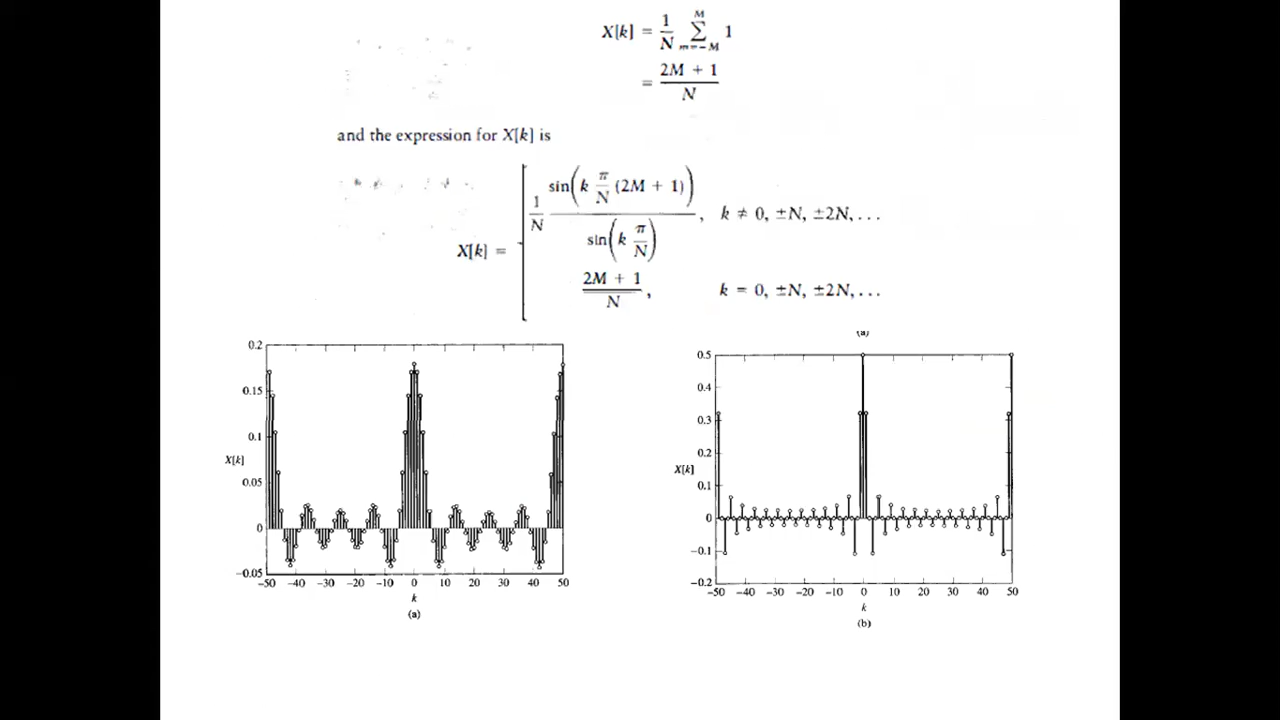 X[k] = 1/N Σ_{m=-M}^{M} 1
= (2M + 1)/N
and the expression for X[k] is
X[k] = { 1/N sin(k π/N (2M + 1)) / sin(k π/N), k ≠ 0, ±N, ±2N, . . .
(2M + 1)/N, k = 0, ±N, ±2N, . . .
(a)
0.2
0.15
0.1
X[k]
0.05
0
-0.05
-50 -40 -30 -20 -10 0 10 20 30 40 50
k
(a)
0.5
0.4
0.3
0.2
X[k]
0.1
0
-0.1
-0.2
-50 -40 -30 -20 -10 0 10 20 30 40 50
k
(b)